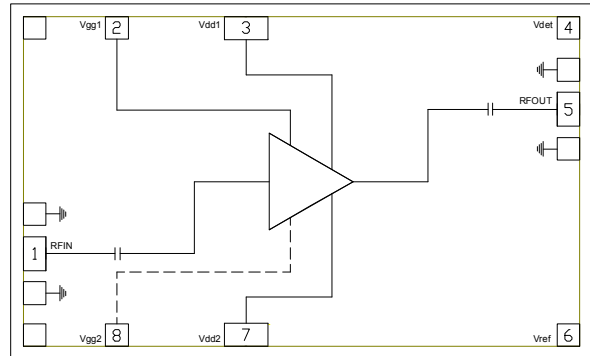 Vgg1 2 Vdd1 3 Vdet 4
RFOUT 5
1 RFIN
Vgg2 8 Vdd2 7 Vref 6